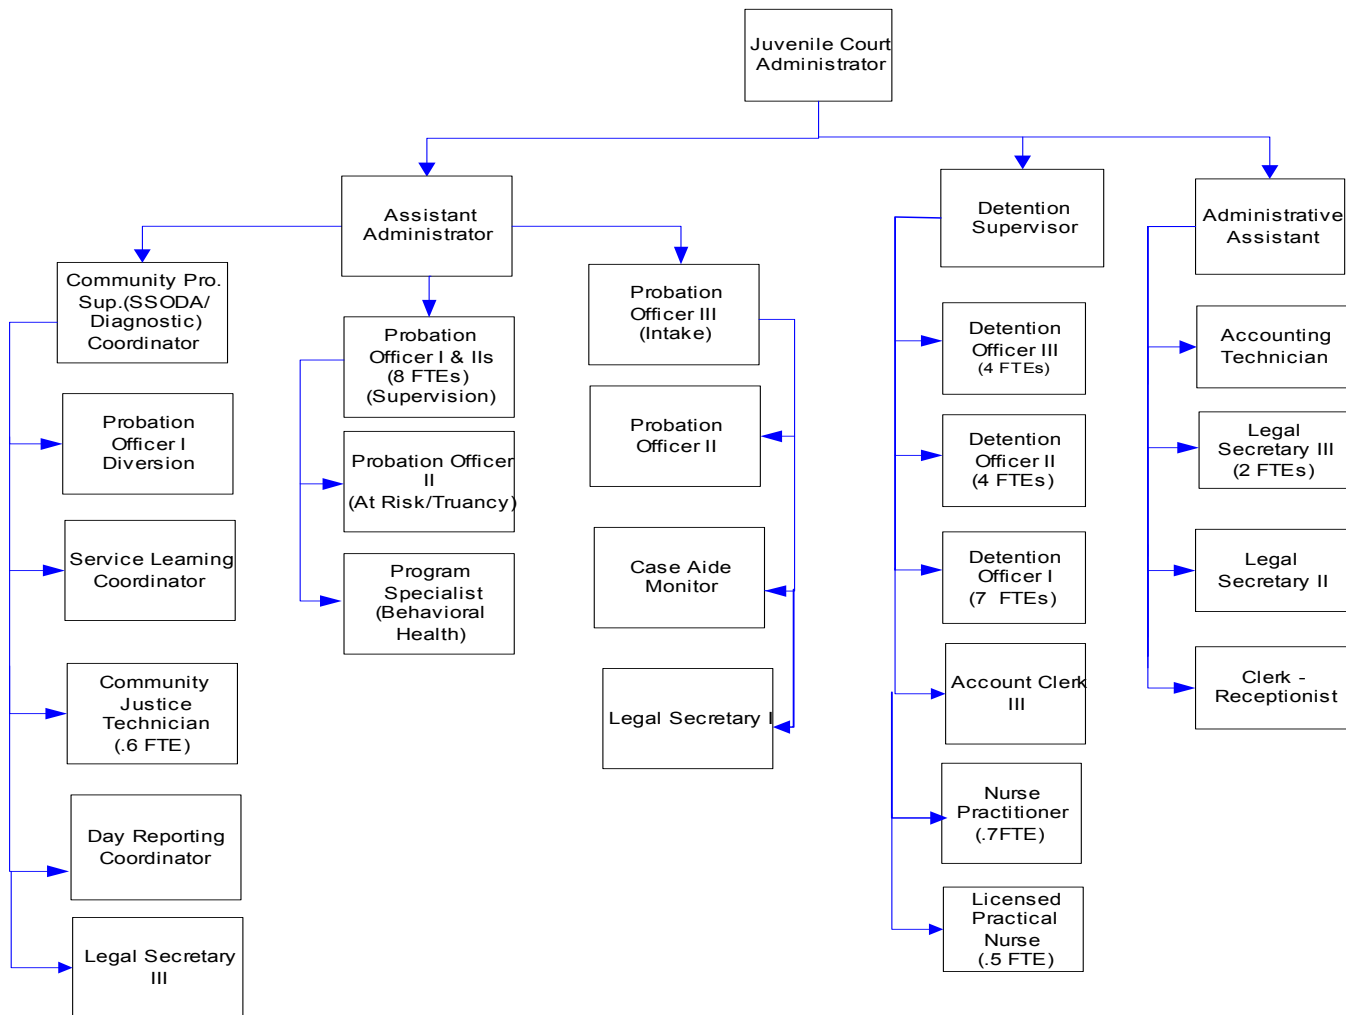 Juvenile Court
Administrator
Assistant
Administrator
Detention
Supervisor
Administrative
Assistant
Community Pro.
Sup.(SSODA/
Diagnostic)
Coordinator
Probation
Officer I
Diversion
Service Learning
Coordinator
Community
Justice
Technician
(.6 FTE)
Day Reporting
Coordinator
Legal Secretary
III
Probation
Officer I & IIs
(8 FTEs)
(Supervision)
Probation Officer
II
(At Risk/Truancy)
Program
Specialist
(Behavioral
Health)
Probation
Officer III
(Intake)
Probation
Officer II
Case Aide
Monitor
Legal Secretary I
Detention
Officer III
(4 FTEs)
Detention
Officer II
(4 FTEs)
Detention
Officer I
(7 FTEs)
Account Clerk
III
Nurse
Practitioner
(.7FTE)
Licensed
Practical
Nurse
(.5 FTE)
Accounting
Technician
Legal
Secretary III
(2 FTEs)
Legal
Secretary II
Clerk -
Receptionist